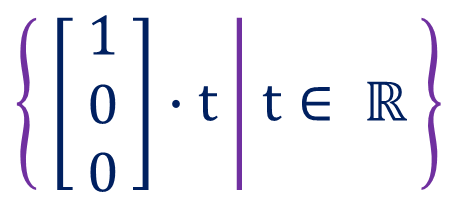 { [ 1 0 0 ] · t | t ∈ ℝ }